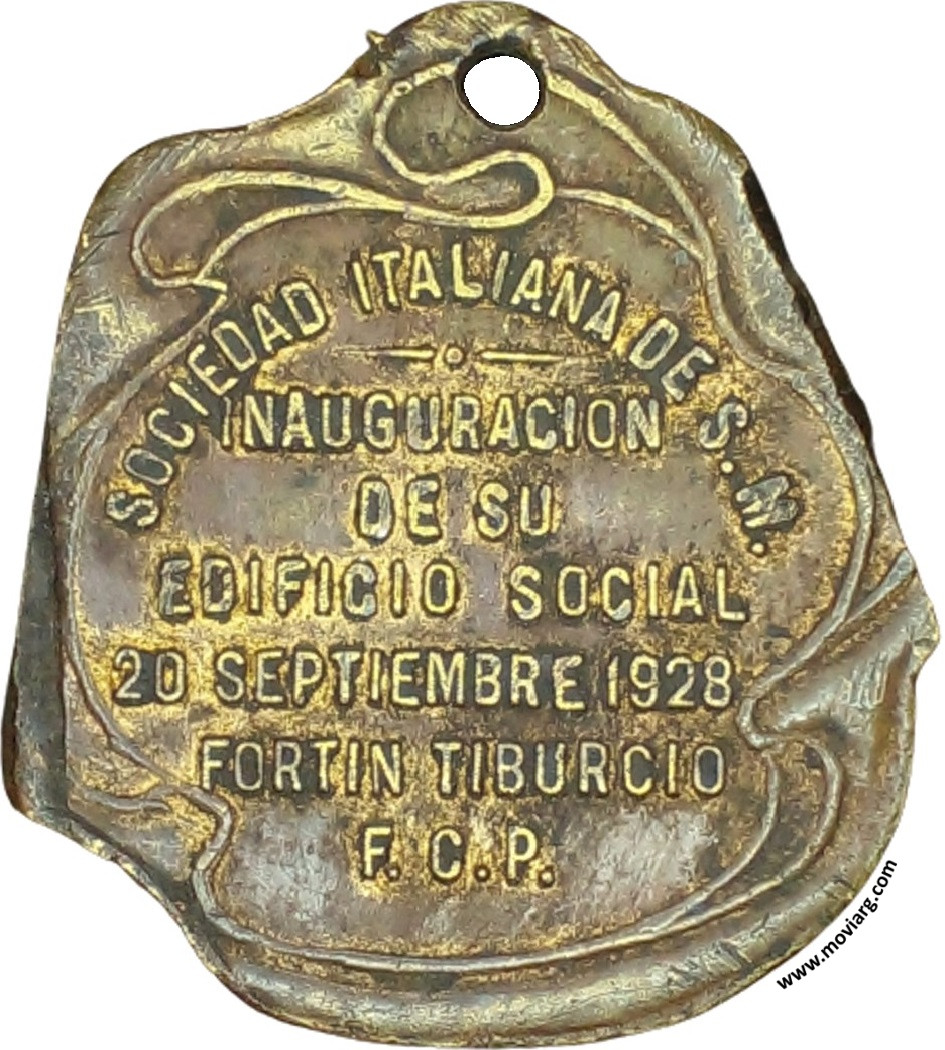 SOCIEDAD ITALIANA DE S. M.
INAUGURACION
DE SU
EDIFICIO SOCIAL
20 SEPTIEMBRE 1928
FORTIN TIBURCIO
F. C. P.
www.moviarg.com